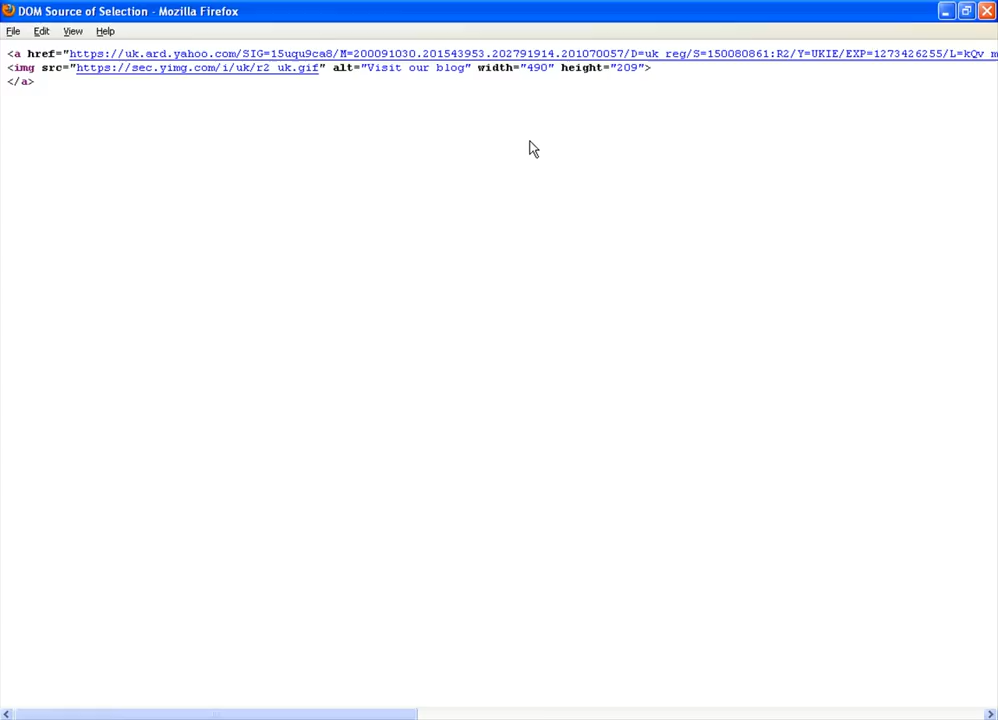 DOM Source of Selection - Mozilla Firefox
File Edit View Help
<a href="https://uk.ard.yahoo.com/SIG=15uqu9ca8/M=200091030.201543953.202791914.201070057/D=uk_reg/S=150080861:R2/Y=UKIE/EXP=1273426255/L=kQv_m
<img src="https://sec.yimg.com/i/uk/r2_uk.gif" alt="Visit our blog" width="490" height="209">
</a>